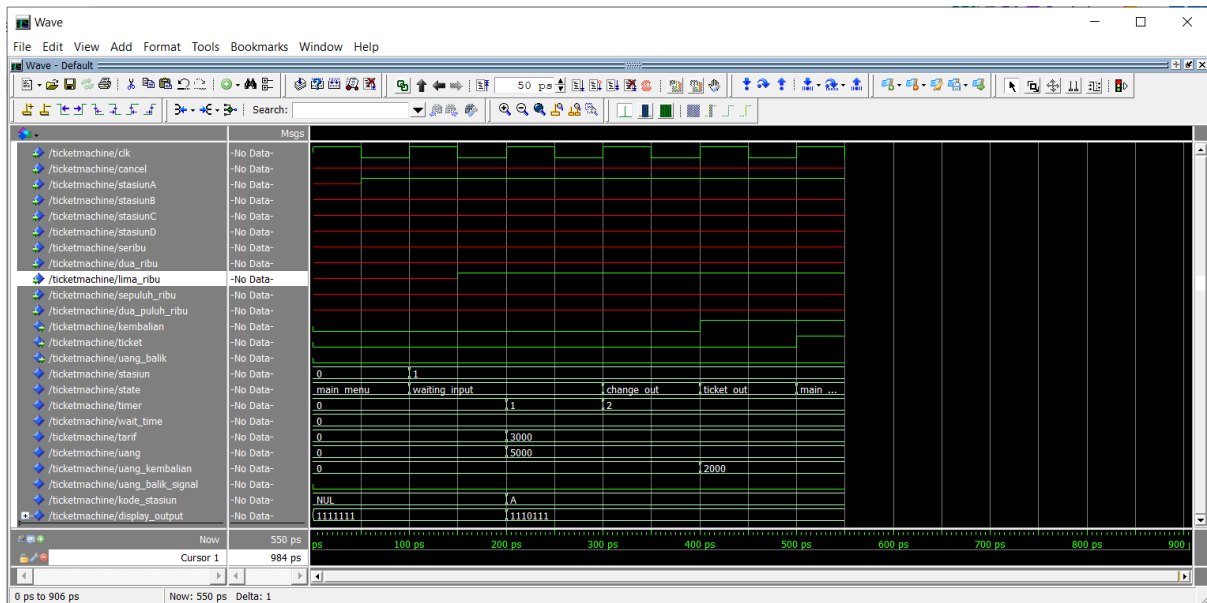 Wave
File Edit View Add Format Tools Bookmarks Window Help
Wave - Default
50 ps
Search:
Msgs
/ticketmachine/clk -No Data-
/ticketmachine/cancel -No Data-
/ticketmachine/stasiunA -No Data-
/ticketmachine/stasiunB -No Data-
/ticketmachine/stasiunC -No Data-
/ticketmachine/stasiunD -No Data-
/ticketmachine/seribu -No Data-
/ticketmachine/dua_ribu -No Data-
/ticketmachine/lima_ribu -No Data-
/ticketmachine/sepuluh_ribu -No Data-
/ticketmachine/dua_puluh_ribu -No Data-
/ticketmachine/kembalian -No Data-
/ticketmachine/ticket -No Data-
/ticketmachine/uang_balik -No Data-
/ticketmachine/stasiun -No Data- 0 1
/ticketmachine/state -No Data- main_menu waiting_input change_out ticket_out main_...
/ticketmachine/timer -No Data- 0 1 2
/ticketmachine/wait_time -No Data- 0
/ticketmachine/tarif -No Data- 0 3000
/ticketmachine/uang -No Data- 0 5000
/ticketmachine/uang_kembalian -No Data- 0 2000
/ticketmachine/uang_balik_signal -No Data-
/ticketmachine/kode_stasiun -No Data- NUL A
/ticketmachine/display_output -No Data- 1111111 1110111
Now 550 ps ps 100 ps 200 ps 300 ps 400 ps 500 ps 600 ps 700 ps 800 ps 900
Cursor 1 984 ps
0 ps to 906 ps Now: 550 ps Delta: 1